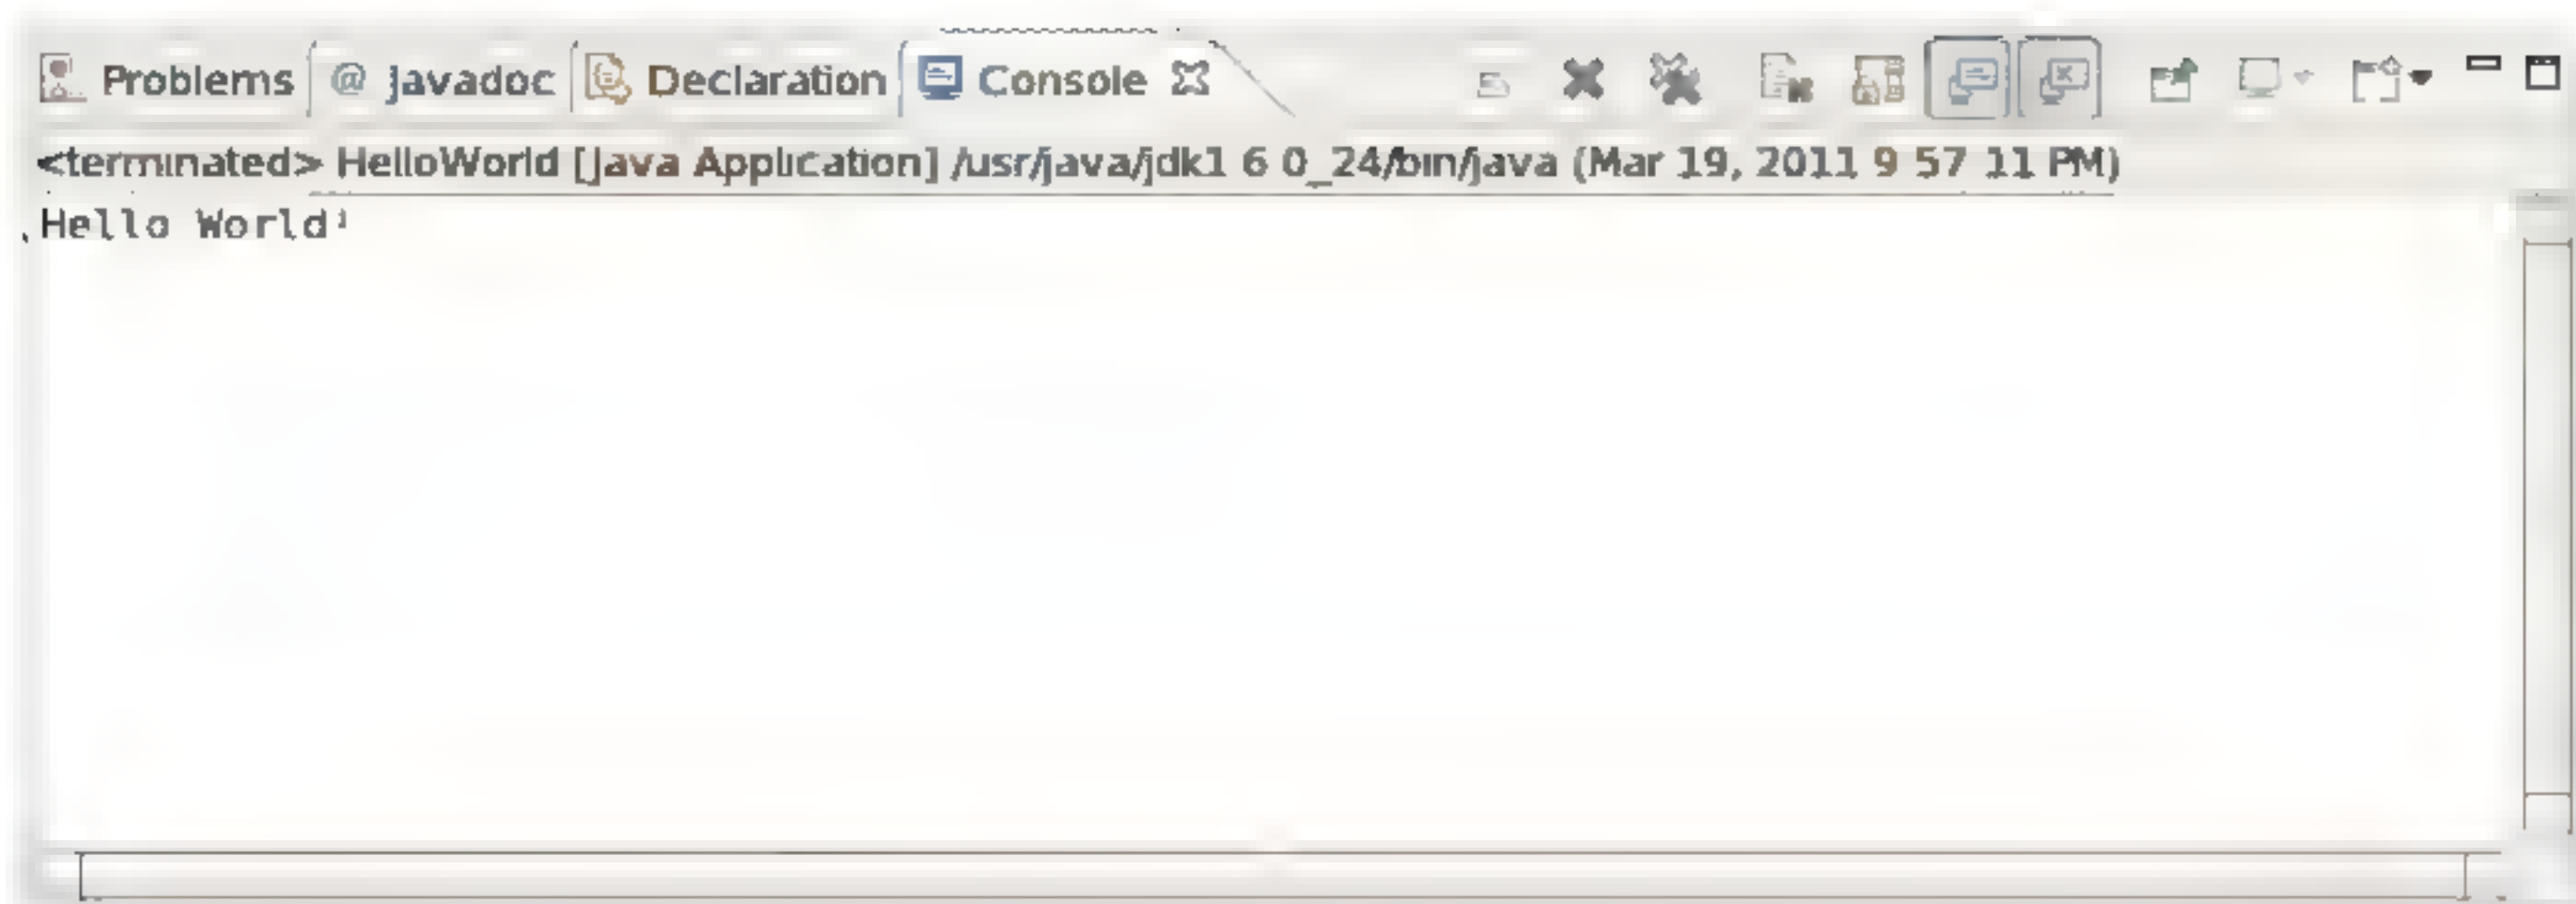 Problems @ Javadoc Declaration Console
<terminated> HelloWorld [Java Application] /usr/java/jdk1 6 0_24/bin/java (Mar 19, 2011 9 57 11 PM)
Hello World!